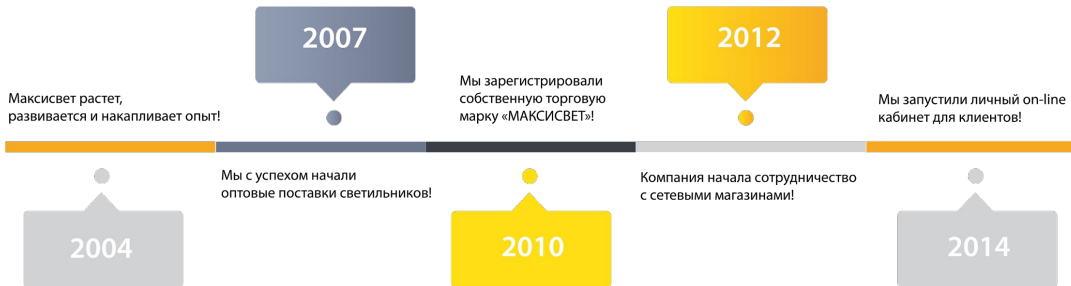 2004
Максисвет растет,
развивается и накапливает опыт!
2007
Мы с успехом начали
оптовые поставки светильников!
2010
Мы зарегистрировали
собственную торговую
марку «МАКСИСВЕТ»!
2012
Компания начала сотрудничество
с сетевыми магазинами!
2014
Мы запустили личный on-line
кабинет для клиентов!